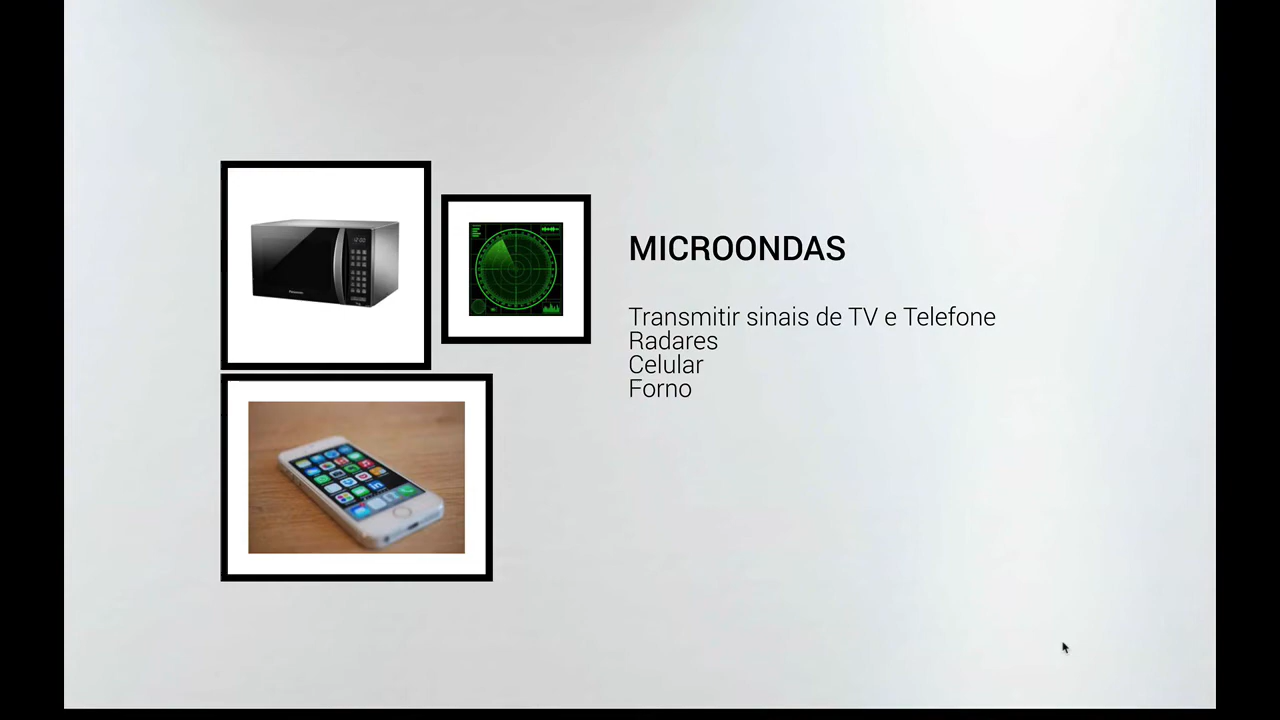 MICROONDAS
Transmitir sinais de TV e Telefone
Radares
Celular
Forno